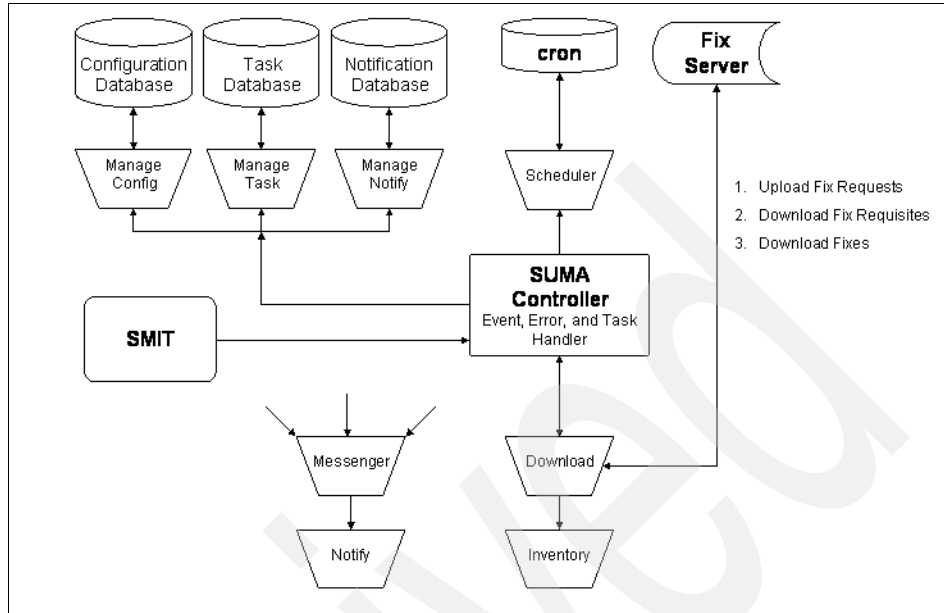 Configuration
Database
Task
Database
Notification
Database
cron
Fix
Server
Manage
Config
Manage
Task
Manage
Notify
Scheduler
1. Upload Fix Requests
2. Download Fix Requisites
3. Download Fixes
SUMA
Controller
Event, Error, and Task
Handler
SMIT
Messenger
Download
Notify
Inventory